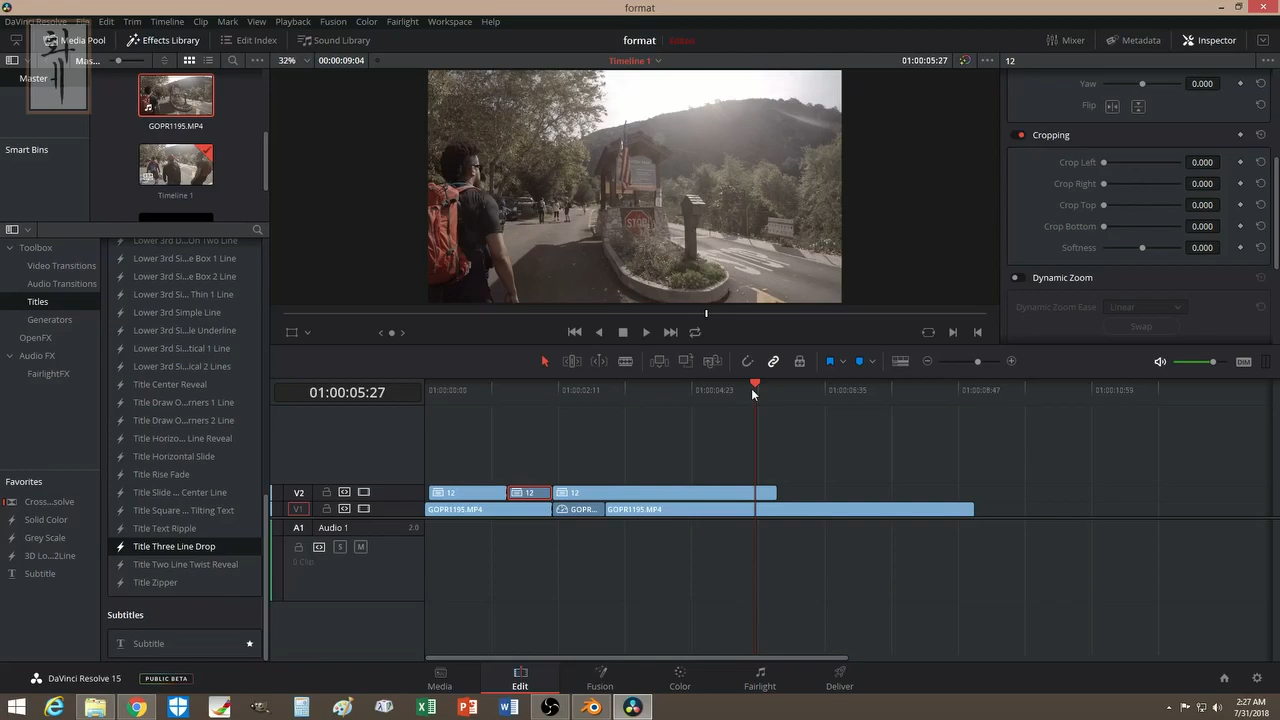 format
DaVinci Resolve File Edit Trim Timeline Clip Mark View Playback Fusion Color Fairlight Workspace Help
Media Pool Effects Library Edit Index Sound Library format Edited Mixer Metadata Inspector
Mas... 32% 00:00:09:04 Timeline 1 01:00:05:27 12
Master
GOPR1195.MP4
Smart Bins
Timeline 1
STOP
Yaw 0.000
Flip
Cropping
Crop Left 0.000
Crop Right 0.000
Crop Top 0.000
Crop Bottom 0.000
Softness 0.000
Dynamic Zoom
Dynamic Zoom Ease Linear
Swap
Toolbox
Video Transitions
Audio Transitions
Titles
Generators
OpenFX
Audio FX
FairlightFX
Favorites
Cross...solve
Solid Color
Grey Scale
3D Lo...2Line
Subtitle
Lower 3rd D...on Two Line
Lower 3rd Si...e Box 1 Line
Lower 3rd Si...e Box 2 Line
Lower 3rd Si... Thin 1 Line
Lower 3rd Simple Line
Lower 3rd Si...le Underline
Lower 3rd Si...tical 1 Line
Lower 3rd Si...ical 2 Lines
Title Center Reveal
Title Draw O...rners 1 Line
Title Draw O...rners 2 Line
Title Horizo... Line Reveal
Title Horizontal Slide
Title Rise Fade
Title Slide ... Center Line
Title Square ... Tilting Text
Title Text Ripple
Title Three Line Drop
Title Two Line Twist Reveal
Title Zipper
Subtitles
Subtitle
DIM
01:00:05:27
01:00:00:00 01:00:02:11 01:00:04:23 01:00:06:35 01:00:08:47 01:00:10:59
V2 12 12 12
V1 GOPR1195.MP4 GOPR... GOPR1195.MP4
A1 Audio 1 2.0
S M
0 Clip
DaVinci Resolve 15 PUBLIC BETA
Media Edit Fusion Color Fairlight Deliver
2:27 AM
7/31/2018